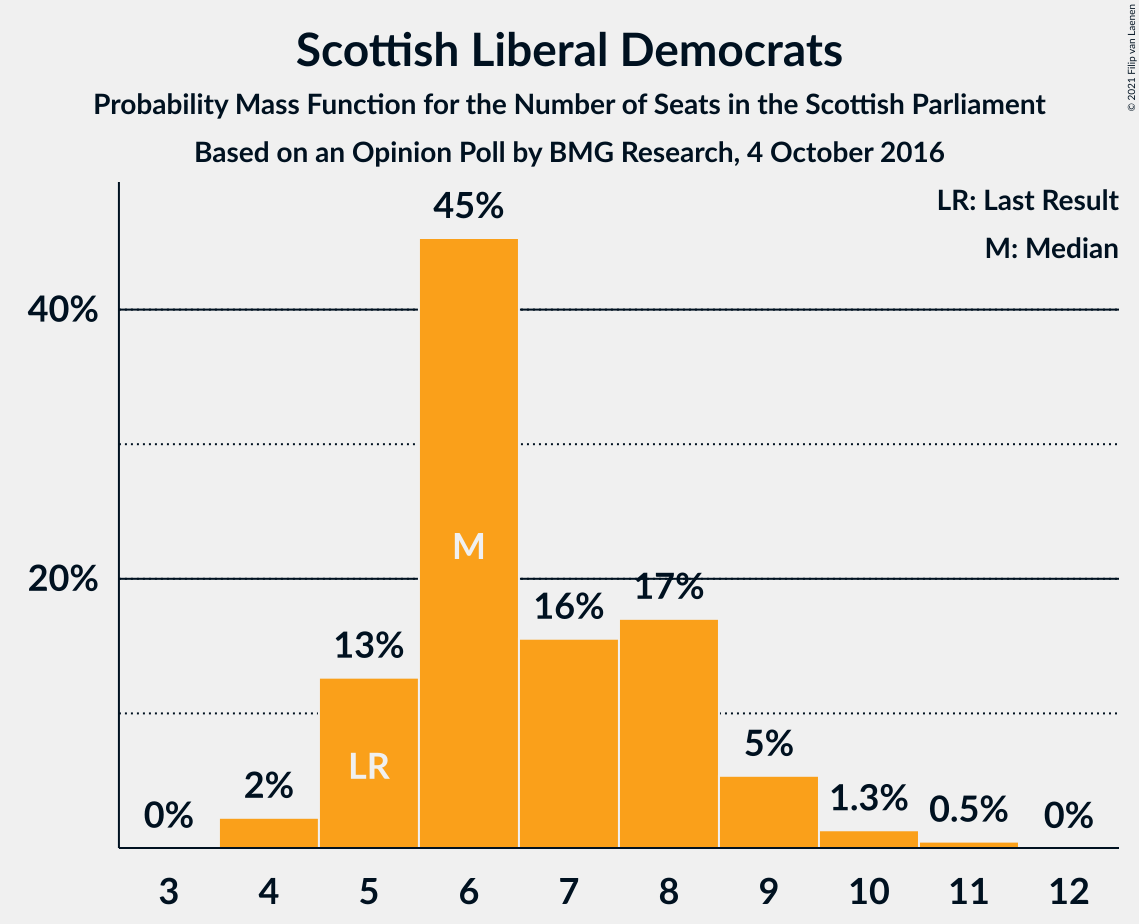 Scottish Liberal Democrats
Probability Mass Function for the Number of Seats in the Scottish Parliament
Based on an Opinion Poll by BMG Research, 4 October 2016
© 2021 Filip van Laenen
LR: Last Result
M: Median
45%
40%
M
20%
17%
16%
13%
LR
5%
2%
1.3%
0.5%
0%
0%
3 4 5 6 7 8 9 10 11 12